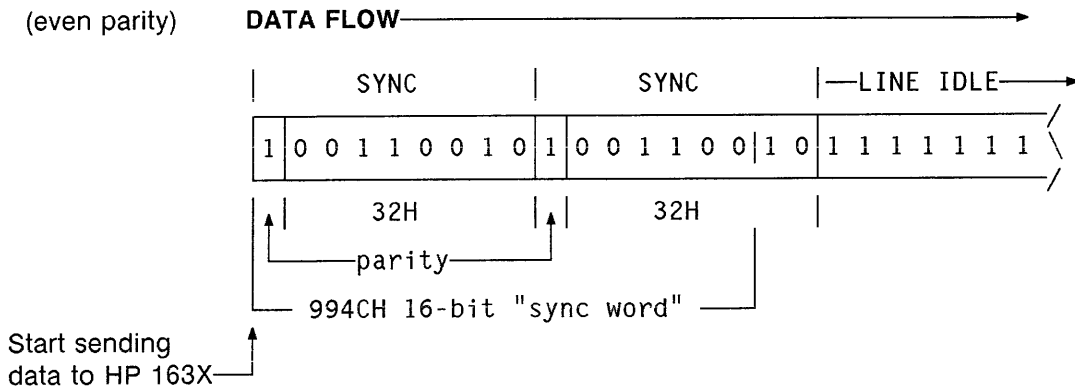 (even parity) DATA FLOW
SYNC SYNC LINE IDLE
1 0 0 1 1 0 0 1 0 1 0 0 1 1 0 0 1 0 1 1 1 1 1 1 1
32H 32H
parity
994CH 16-bit "sync word"
Start sending
data to HP 163X